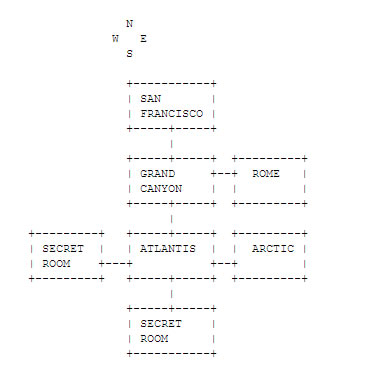 N
W E
S
SAN
FRANCISCO
GRAND ROME
CANYON
SECRET ATLANTIS ARCTIC
ROOM
SECRET
ROOM